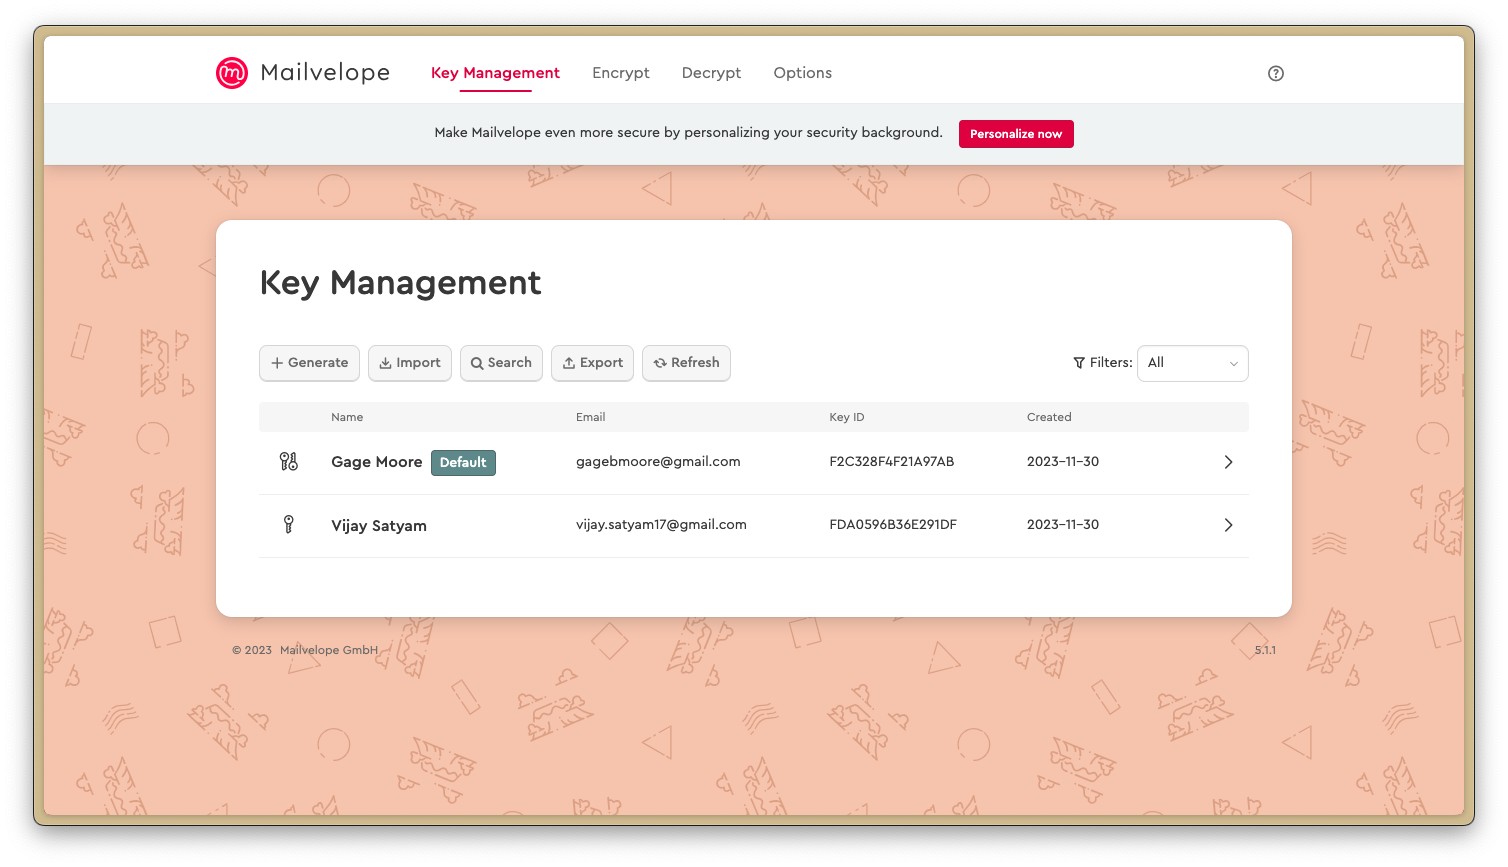 Mailvelope Key Management Encrypt Decrypt Options
Make Mailvelope even more secure by personalizing your security background. Personalize now
Key Management
Generate Import Search Export Refresh Filters: All
Name Email Key ID Created
Gage Moore Default gagebmoore@gmail.com F2C328F4F21A97AB 2023-11-30
Vijay Satyam vijay.satyam17@gmail.com FDA0596B36E291DF 2023-11-30
© 2023 Mailvelope GmbH 5.1.1